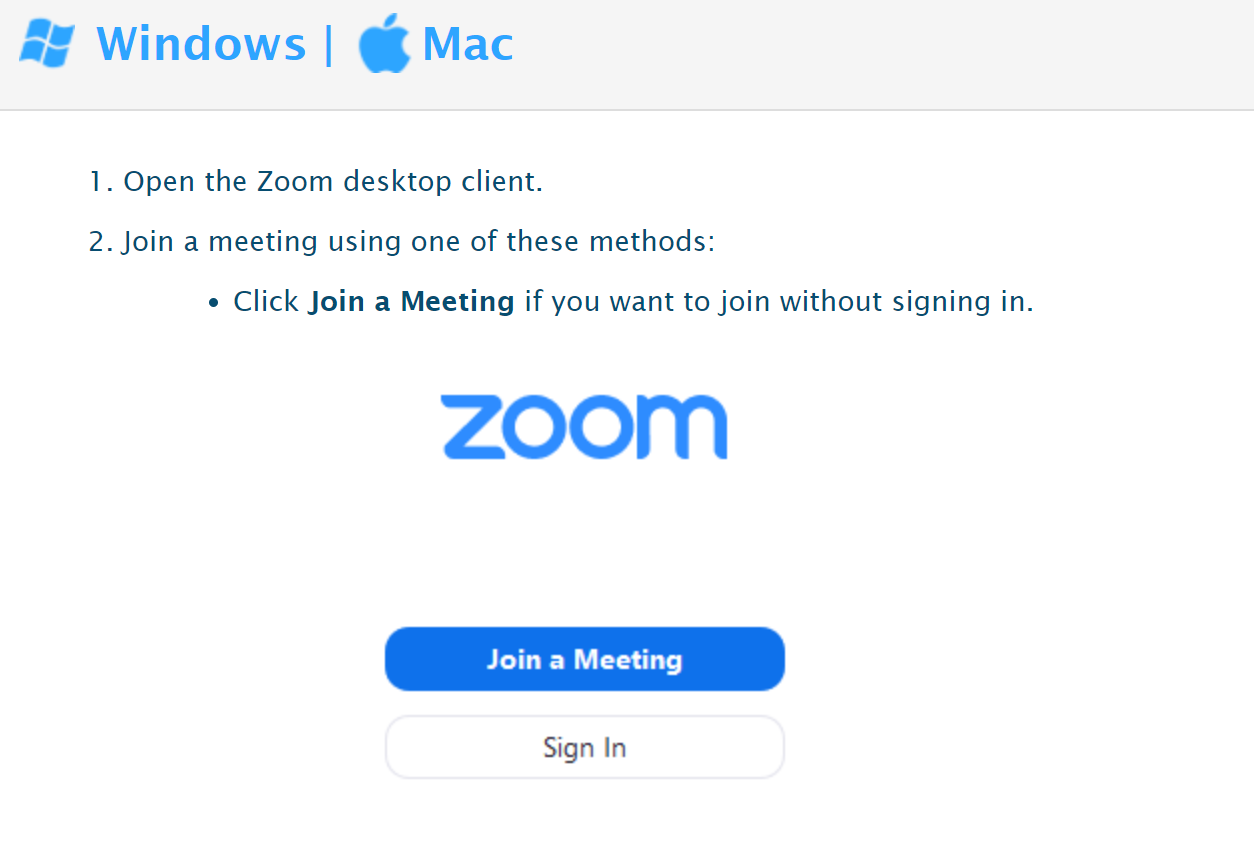 Windows | Mac
1. Open the Zoom desktop client.
2. Join a meeting using one of these methods:
• Click Join a Meeting if you want to join without signing in.
zoom
Join a Meeting
Sign In